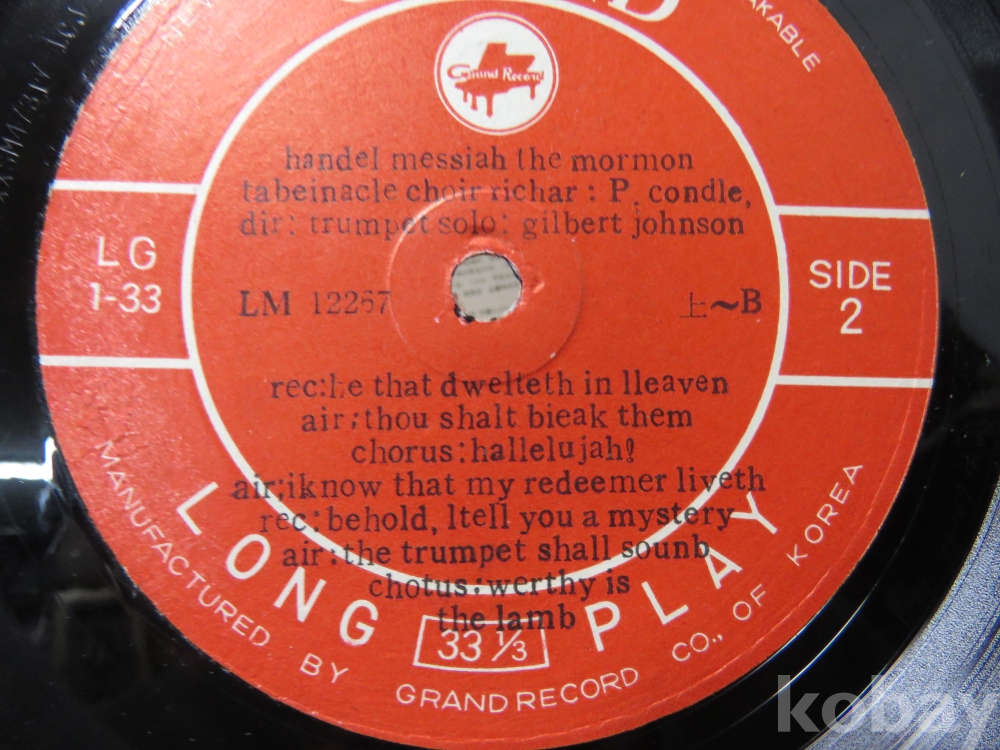 AKABLE
Grand Record
handel messiah the mormon
tabeinacle choir richar : P. condle,
dir: trumpet solo: gilbert johnson
LG
1-33
SIDE
2
LM 12267
上~B
rec:he that dwelteth in lleaven
air:thou shalt bieak them
chorus:hallelujah!
air;iknow that my redeemer liveth
rec:behold, ltell you a mystery
air:the trumpet shall sounb
chotus:werthy is
the lamb
LONG PLAY
33 1/3
MANUFACTURED BY GRAND RECORD CO., OF KOREA
kobay